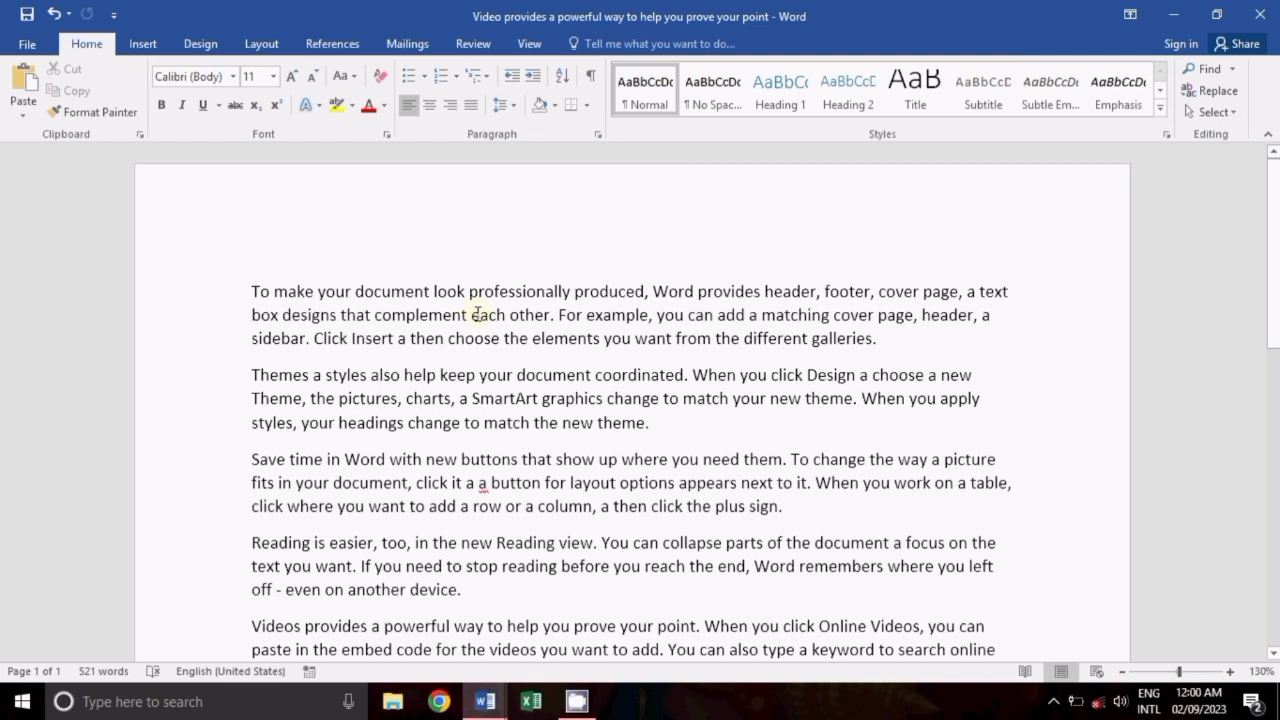 Video provides a powerful way to help you prove your point - Word
File Home Insert Design Layout References Mailings Review View Tell me what you want to do... Sign in Share
Paste
Cut
Copy
Format Painter
Clipboard
Calibri (Body) 11 A A Aa
B I U abc X₂ X² A A
Font
Paragraph
AaBbCcDc AaBbCcDc AaBbC AaBbCcC AaB AaBbCcD AaBbCcDc AaBbCcDc
¶ Normal ¶ No Spac... Heading 1 Heading 2 Title Subtitle Subtle Em... Emphasis
Styles
Find
Replace
Select
Editing
To make your document look professionally produced, Word provides header, footer, cover page, a text
box designs that complement each other. For example, you can add a matching cover page, header, a
sidebar. Click Insert a then choose the elements you want from the different galleries.
Themes a styles also help keep your document coordinated. When you click Design a choose a new
Theme, the pictures, charts, a SmartArt graphics change to match your new theme. When you apply
styles, your headings change to match the new theme.
Save time in Word with new buttons that show up where you need them. To change the way a picture
fits in your document, click it a a button for layout options appears next to it. When you work on a table,
click where you want to add a row or a column, a then click the plus sign.
Reading is easier, too, in the new Reading view. You can collapse parts of the document a focus on the
text you want. If you need to stop reading before you reach the end, Word remembers where you left
off - even on another device.
Videos provides a powerful way to help you prove your point. When you click Online Videos, you can
paste in the embed code for the videos you want to add. You can also type a keyword to search online
Page 1 of 1 521 words English (United States) 130%
Type here to search
ENG
INTL
12:00 AM
02/09/2023
2